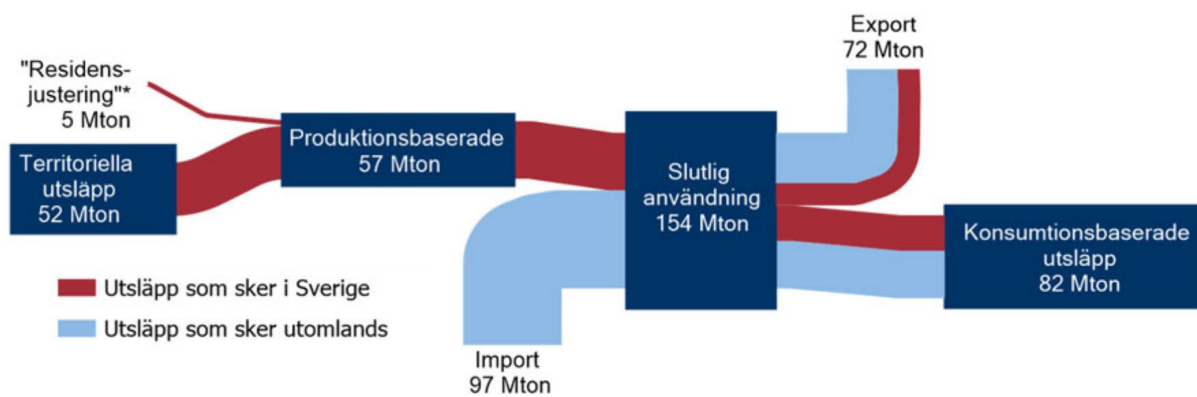 "Residens-
justering"*
5 Mton
Territoriella
utsläpp
52 Mton
Produktionsbaserade
57 Mton
Import
97 Mton
Slutlig
användning
154 Mton
Export
72 Mton
Konsumtionsbaserade
utsläpp
82 Mton
Utsläpp som sker i Sverige
Utsläpp som sker utomlands